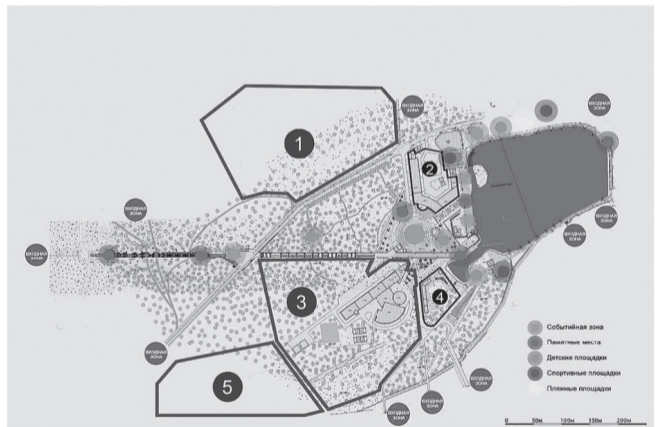 ВХОДНАЯ
ЗОНА
ВХОДНАЯ
ЗОНА
1
2
ВХОДНАЯ
ЗОНА
ВХОДНАЯ
ЗОНА
ВХОДНАЯ
ЗОНА
ВХОДНАЯ
ЗОНА
3
4
Событийная зона
Памятные места
Детские площадки
Спортивные площадки
Пляжные площадки
ВХОДНАЯ
ЗОНА
5
ВХОДНАЯ
ЗОНА
ВХОДНАЯ
ЗОНА
ВХОДНАЯ
ЗОНА
0 50м 100м 150м 200м